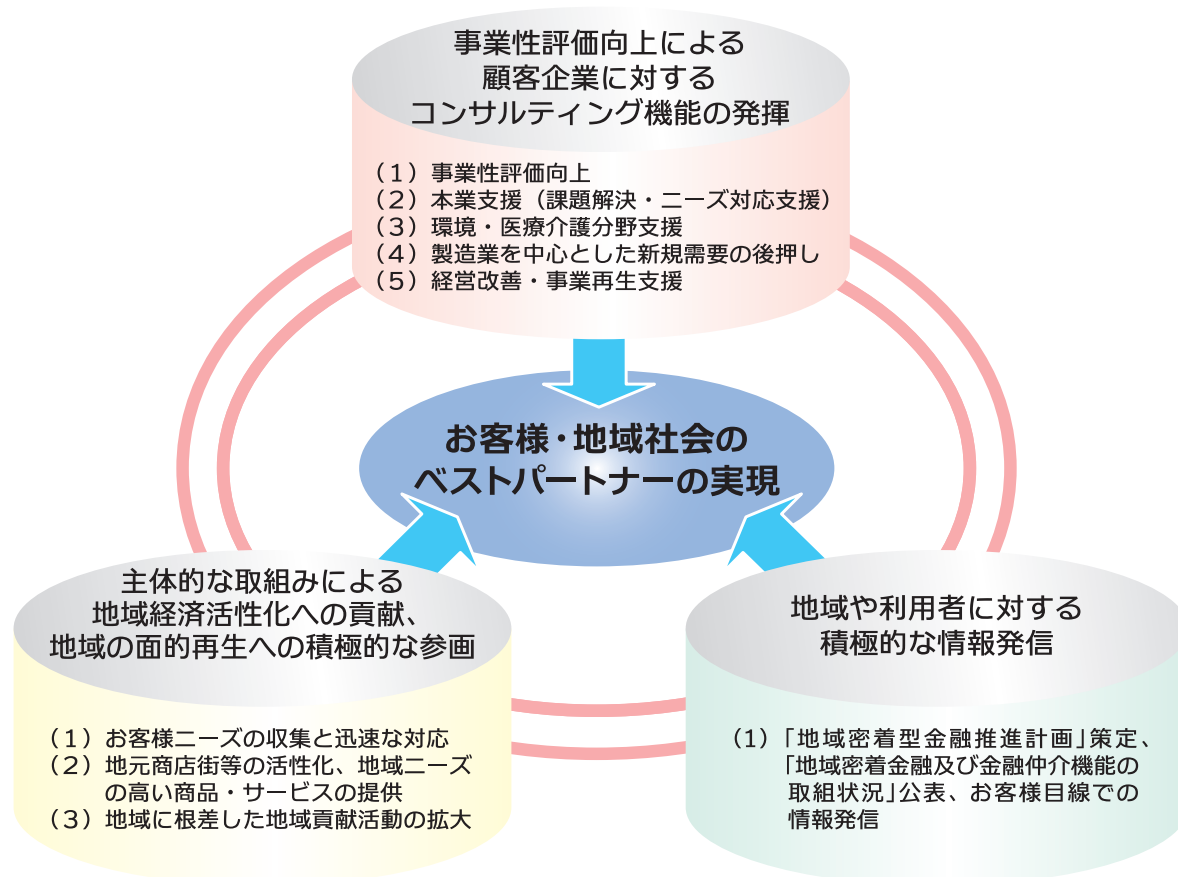 事業性評価向上による
顧客企業に対する
コンサルティング機能の発揮
（１）事業性評価向上
（２）本業支援（課題解決・ニーズ対応支援）
（３）環境・医療介護分野支援
（４）製造業を中心とした新規需要の後押し
（５）経営改善・事業再生支援
お客様・地域社会の
ベストパートナーの実現
主体的な取組みによる
地域経済活性化への貢献、
地域の面的再生への積極的な参画
（１）お客様ニーズの収集と迅速な対応
（２）地元商店街等の活性化、地域ニーズ
の高い商品・サービスの提供
（３）地域に根差した地域貢献活動の拡大
地域や利用者に対する
積極的な情報発信
（１）「地域密着型金融推進計画」策定、
「地域密着金融及び金融仲介機能の
取組状況」公表、お客様目線での
情報発信